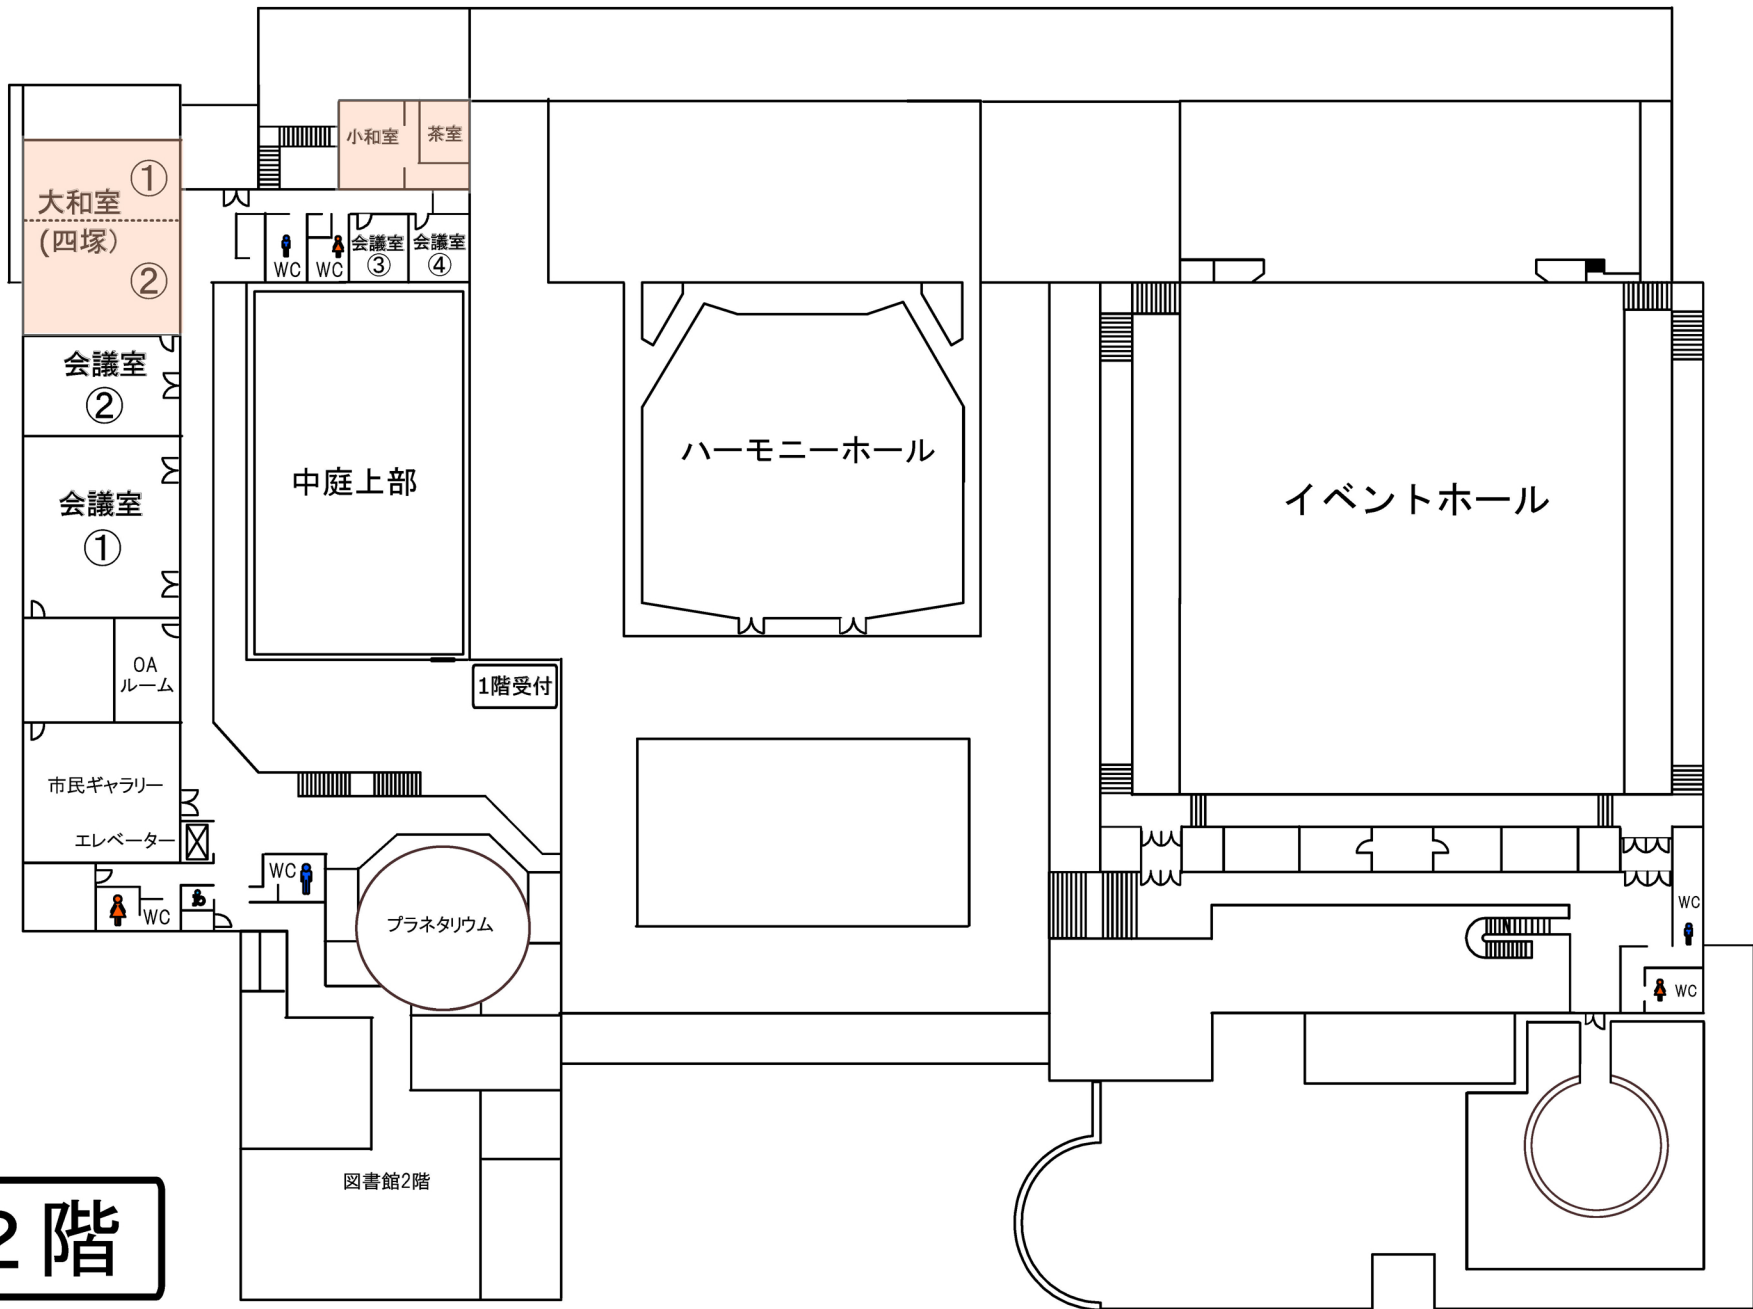 小和室
茶室
①
大和室
(四塚)
②
WC
WC
会議室
③
会議室
④
会議室
②
会議室
①
中庭上部
ハーモニーホール
イベントホール
OA
ルーム
1階受付
市民ギャラリー
エレベーター
WC
WC
プラネタリウム
WC
WC
図書館2階
2階